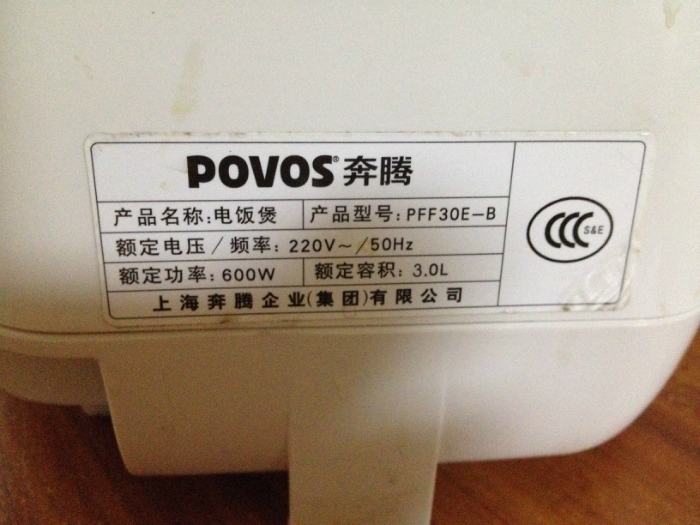 POVOS®奔腾
产品名称:电饭煲 产品型号:PFF30E-B
额定电压/频率:220V~/50Hz
额定功率:600W 额定容积:3.0L
上海奔腾企业(集团)有限公司
CCC S&E